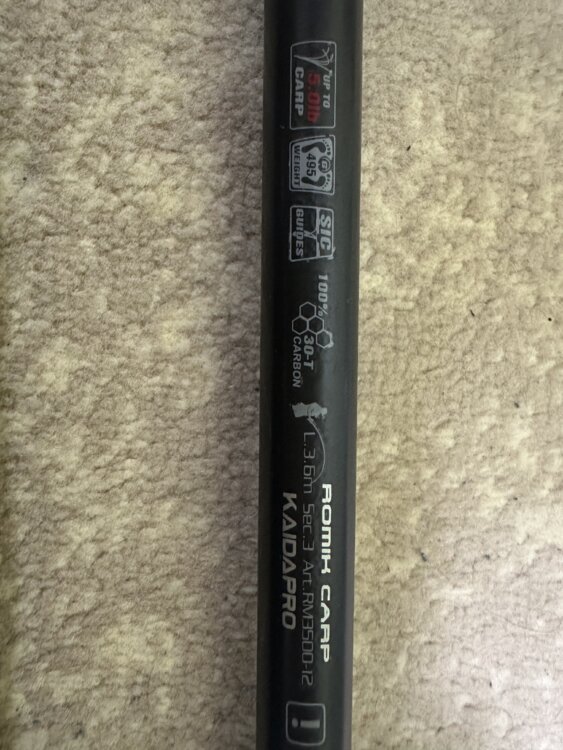 UP TO
5.0lb
CARP
G
495
WEIGHT
SIC
GUIDES
100%
30-T
CARBON
ROMIK CARP
L.3.6m Sec.3 Art.RM3500-12
KAIDAPRO
!